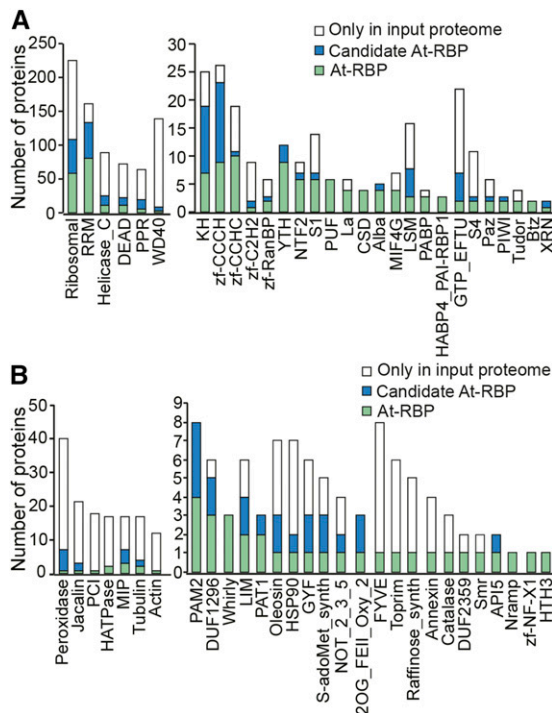 A
Only in input proteome
Candidate At-RBP
At-RBP
Number of proteins
250
200
150
100
50
0
Ribosomal
RRM
Helicase_C
DEAD
PPR
WD40
30
25
20
15
10
5
0
KH
zf-CCCH
zf-CCHC
zf-C2H2
zf-RanBP
YTH
NTF2
S1
PUF
La
CSD
Alba
MIF4G
LSM
PABP
HABP4_PAI-RBP1
GTP_EFTU
S4
Paz
PIWI
Tudor
Btz
XRN
B
Only in input proteome
Candidate At-RBP
At-RBP
Number of proteins
50
40
30
20
10
0
Peroxidase
Jacalin
PCI
HATPase
MIP
Tubulin
Actin
9
8
7
6
5
4
3
2
1
0
PAM2
DUF1296
Whirly
LIM
PAT1
Oleosin
HSP90
GYF
S-adoMet_synth
NOT_2_3_5
2OG_FEII_Oxy_2
FYVE
Toprim
Raffinose_synth
Annexin
Catalase
DUF2359
Smr
API5
Nramp
zf-NF-X1
HTH3